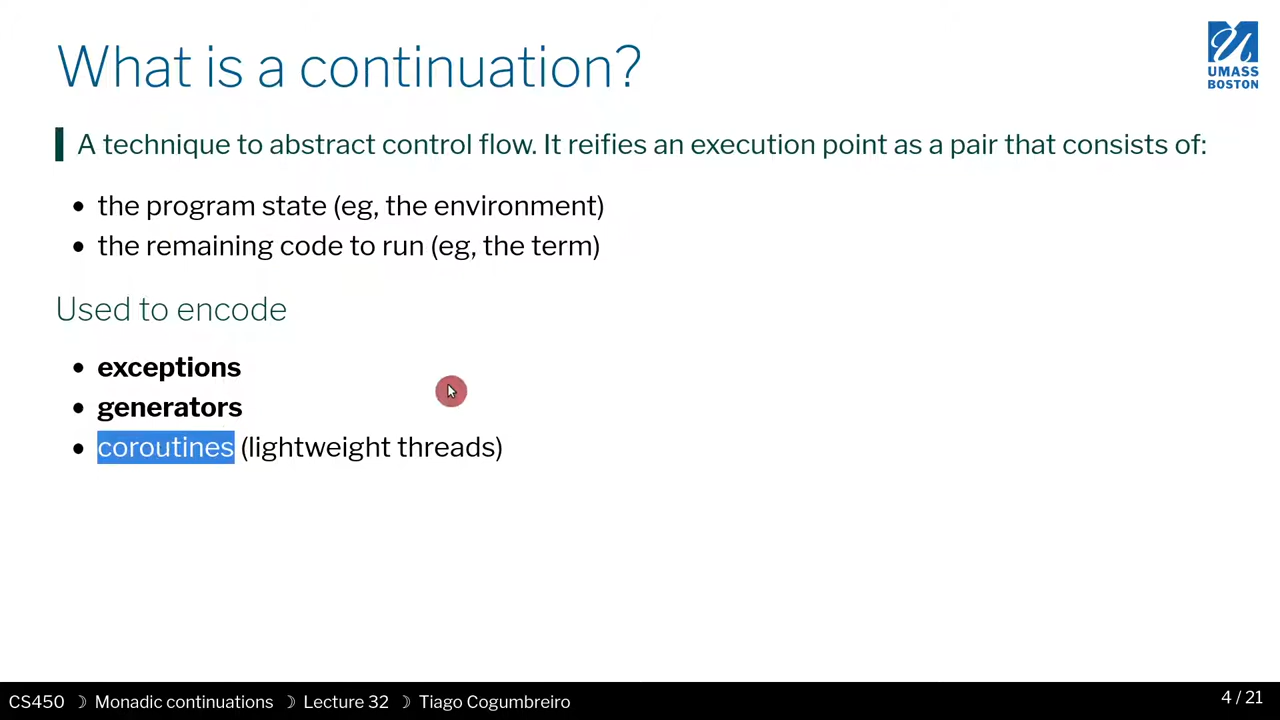 What is a continuation?
UMASS
BOSTON
A technique to abstract control flow. It reifies an execution point as a pair that consists of:
• the program state (eg, the environment)
• the remaining code to run (eg, the term)
Used to encode
• exceptions
• generators
• coroutines (lightweight threads)
CS450 ☽ Monadic continuations ☽ Lecture 32 ☽ Tiago Cogumbreiro
4 / 21